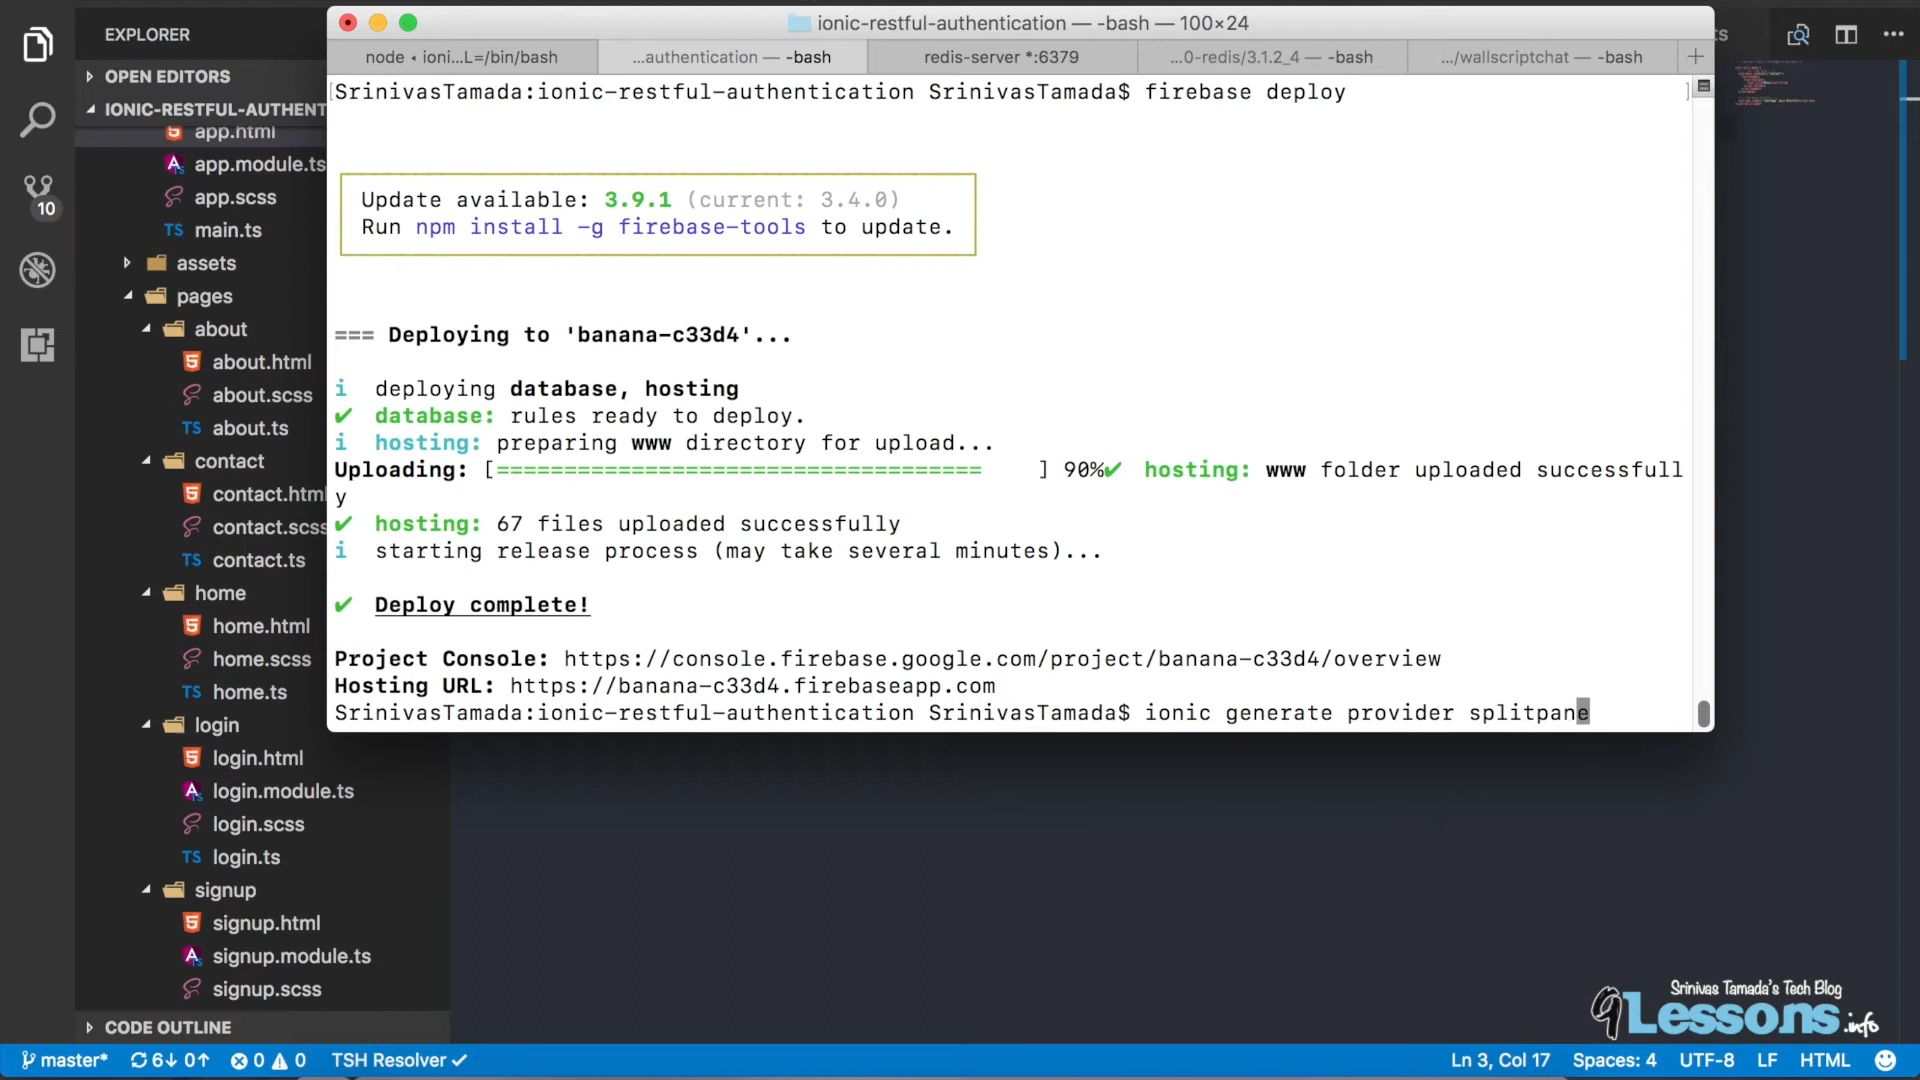 EXPLORER
OPEN EDITORS
IONIC-RESTFUL-AUTHENT
app.html
app.module.ts
app.scss
TS main.ts
assets
pages
about
about.html
about.scss
TS about.ts
contact
contact.html
contact.scss
TS contact.ts
home
home.html
home.scss
TS home.ts
login
login.html
login.module.ts
login.scss
TS login.ts
signup
signup.html
signup.module.ts
signup.scss
CODE OUTLINE
10
ionic-restful-authentication — -bash — 100×24
node ◂ ioni...L=/bin/bash
...authentication — -bash
redis-server *:6379
...0-redis/3.1.2_4 — -bash
.../wallscriptchat — -bash
ts
[SrinivasTamada:ionic-restful-authentication SrinivasTamada$ firebase deploy ]
Update available: 3.9.1 (current: 3.4.0)
Run npm install -g firebase-tools to update.
=== Deploying to 'banana-c33d4'...
i deploying database, hosting
✔ database: rules ready to deploy.
i hosting: preparing www directory for upload...
Uploading: [==================================== ] 90%✔ hosting: www folder uploaded successfull
y
✔ hosting: 67 files uploaded successfully
i starting release process (may take several minutes)...
✔ Deploy complete!
Project Console: https://console.firebase.google.com/project/banana-c33d4/overview
Hosting URL: https://banana-c33d4.firebaseapp.com
SrinivasTamada:ionic-restful-authentication SrinivasTamada$ ionic generate provider splitpane
Srinivas Tamada's Tech Blog
9Lessons.info
master* 6↓ 0↑ 0 0 TSH Resolver ✓ Ln 3, Col 17 Spaces: 4 UTF-8 LF HTML